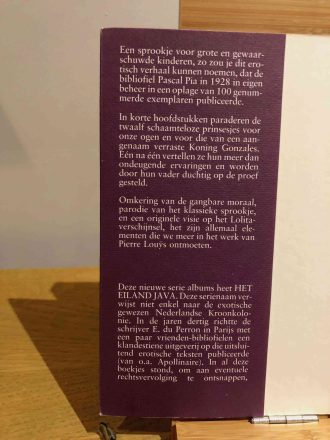 Een sprookje voor grote en gewaar-
schuwde kinderen, zo zou je dit ero-
tisch verhaal kunnen noemen, dat de
bibliofiel Pascal Pia in 1928 in eigen
beheer in een oplage van 100 genum-
merde exemplaren publiceerde.
In korte hoofdstukken paraderen de
twaalf schaamteloze prinsesjes voor
onze ogen en voor die van een aan-
genaam verraste Koning Gonzales.
Eén na één vertellen ze hun meer dan
ondeugende ervaringen en worden
door hun vader duchtig op de proef
gesteld.
Omkering van de gangbare moraal,
parodie van het klassieke sprookje,
en een originele visie op het Lolita-
verschijnsel, het zijn allemaal ele-
menten die we meer in het werk van
Pierre Louÿs ontmoeten.
Deze nieuwe serie albums heet HET
EILAND JAVA. Deze serienaam ver-
wijst niet enkel naar de exotische
gewezen Nederlandse Kroonkolo-
nie. In de jaren dertig richtte de
schrijver E. du Perron in Parijs met
een paar vrienden-bibliofielen een
klandestiene uitgeverij op die uitslui-
tend erotische teksten publiceerde
(van o.a. Apollinaire). In al deze
boekjes stond, om aan eventuele
rechtsvervolging te ontsnappen,